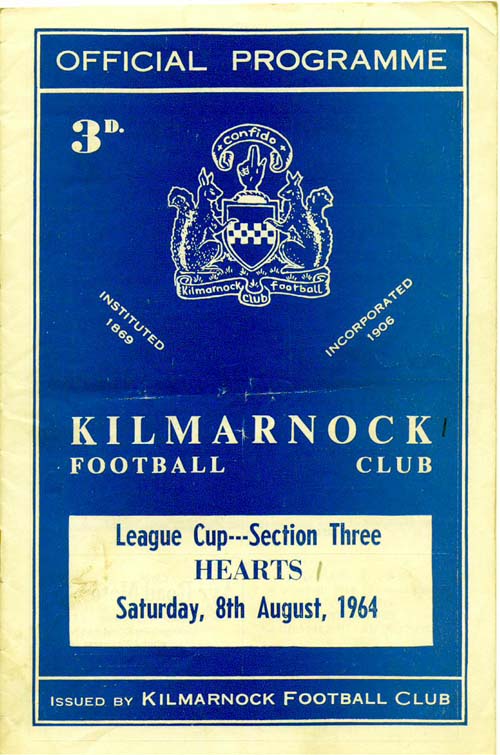 OFFICIAL PROGRAMME
3D.
confido
Kilmarnock Football
Club
INSTITUTED
1869
INCORPORATED
1906
KILMARNOCK
FOOTBALL CLUB
League Cup---Section Three
HEARTS
Saturday, 8th August, 1964
ISSUED BY KILMARNOCK FOOTBALL CLUB